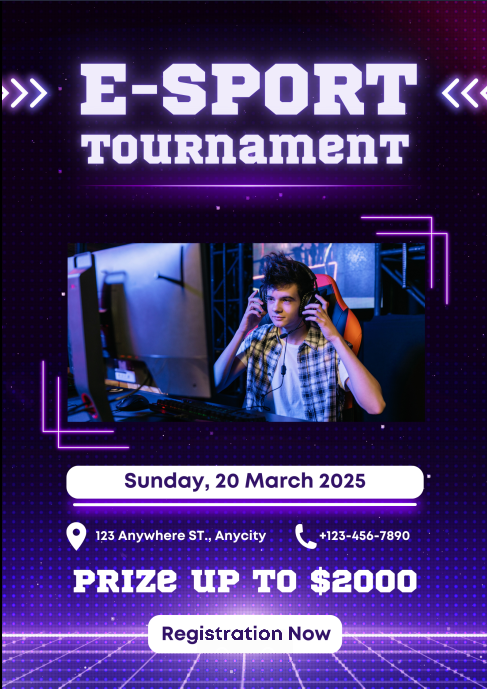 E-SPORT
TOURnameNT
Sunday, 20 March 2025
123 Anywhere ST., Anycity
+123-456-7890
PRIZe UP TO $2000
Registration Now